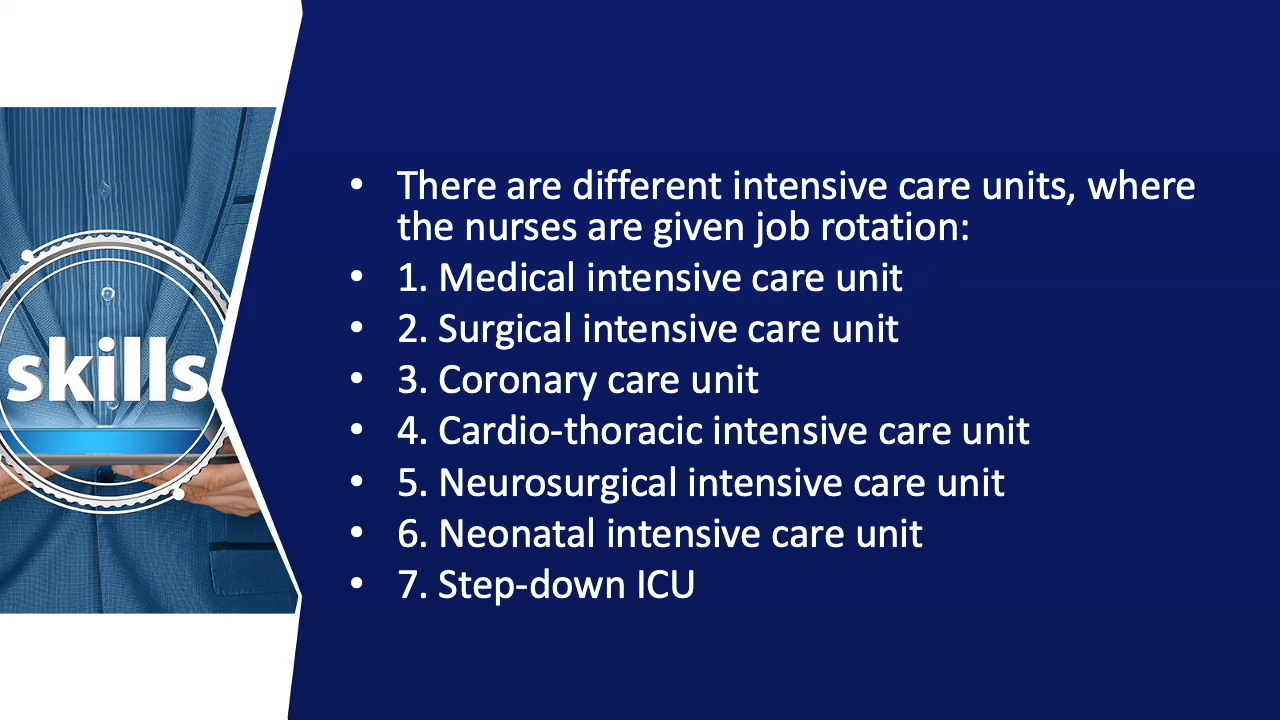 skills
• There are different intensive care units, where
the nurses are given job rotation:
• 1. Medical intensive care unit
• 2. Surgical intensive care unit
• 3. Coronary care unit
• 4. Cardio-thoracic intensive care unit
• 5. Neurosurgical intensive care unit
• 6. Neonatal intensive care unit
• 7. Step-down ICU